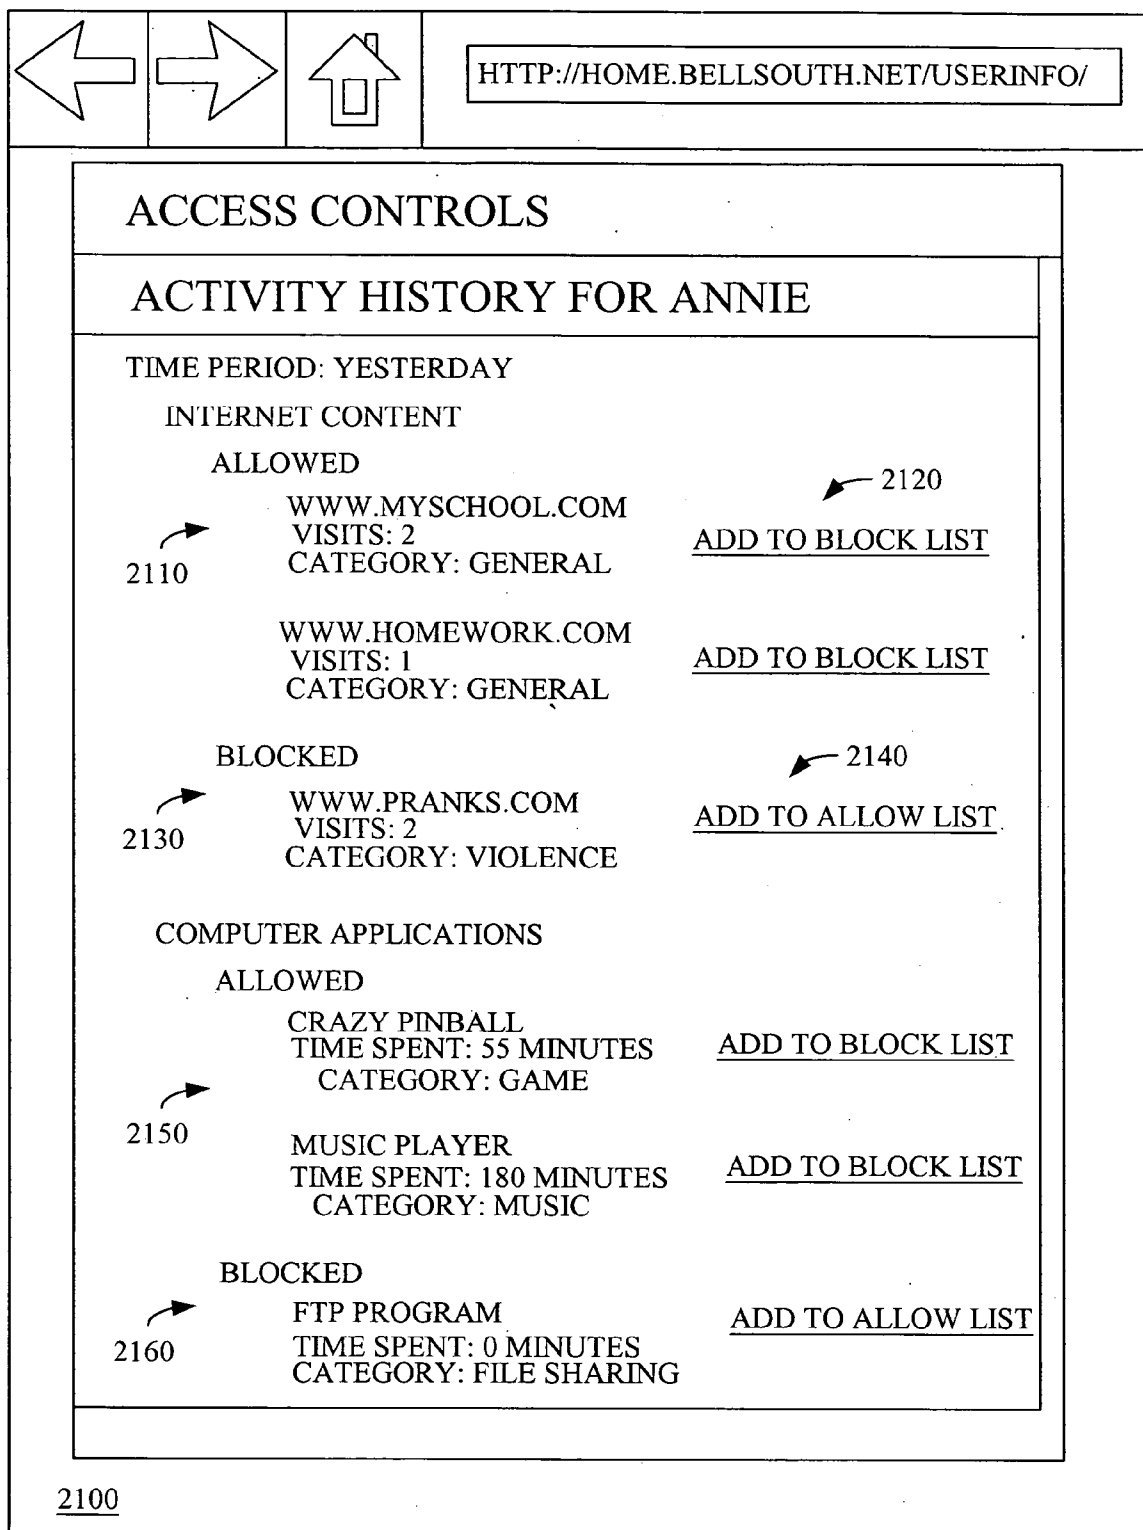 HTTP://HOME.BELLSOUTH.NET/USERINFO/
ACCESS CONTROLS
ACTIVITY HISTORY FOR ANNIE
TIME PERIOD: YESTERDAY
INTERNET CONTENT
ALLOWED
2120
WWW.MYSCHOOL.COM
VISITS: 2
ADD TO BLOCK LIST
CATEGORY: GENERAL
2110
WWW.HOMEWORK.COM
VISITS: 1
ADD TO BLOCK LIST
CATEGORY: GENERAL
BLOCKED
2140
WWW.PRANKS.COM
VISITS: 2
ADD TO ALLOW LIST
2130
CATEGORY: VIOLENCE
COMPUTER APPLICATIONS
ALLOWED
CRAZY PINBALL
TIME SPENT: 55 MINUTES
ADD TO BLOCK LIST
CATEGORY: GAME
2150
MUSIC PLAYER
TIME SPENT: 180 MINUTES
ADD TO BLOCK LIST
CATEGORY: MUSIC
BLOCKED
FTP PROGRAM
ADD TO ALLOW LIST
2160
TIME SPENT: 0 MINUTES
CATEGORY: FILE SHARING
2100